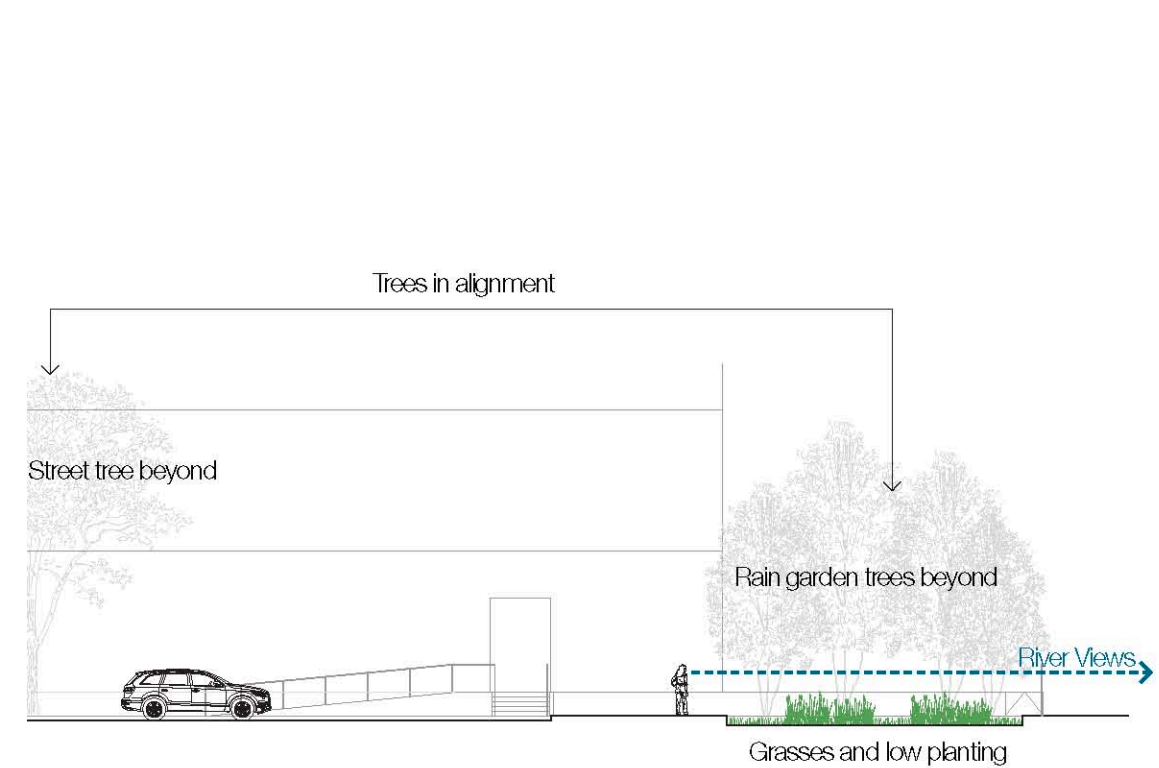 Trees in alignment
Street tree beyond
Rain garden trees beyond
River Views
Grasses and low planting